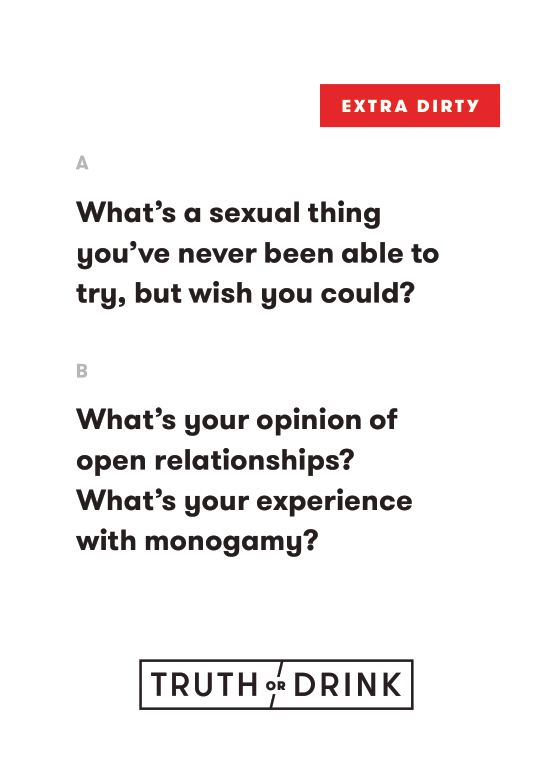 EXTRA DIRTY
A
What's a sexual thing
you've never been able to
try, but wish you could?
B
What's your opinion of
open relationships?
What's your experience
with monogamy?
TRUTH OR DRINK